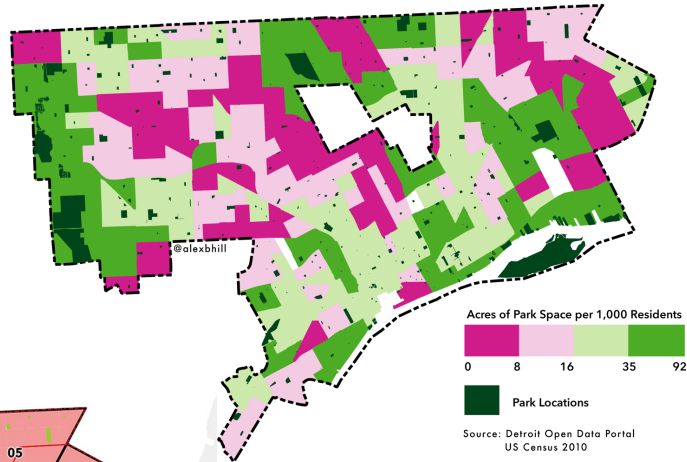 @alexbhill
Acres of Park Space per 1,000 Residents
0 8 16 35 92
Park Locations
Source: Detroit Open Data Portal
US Census 2010
05